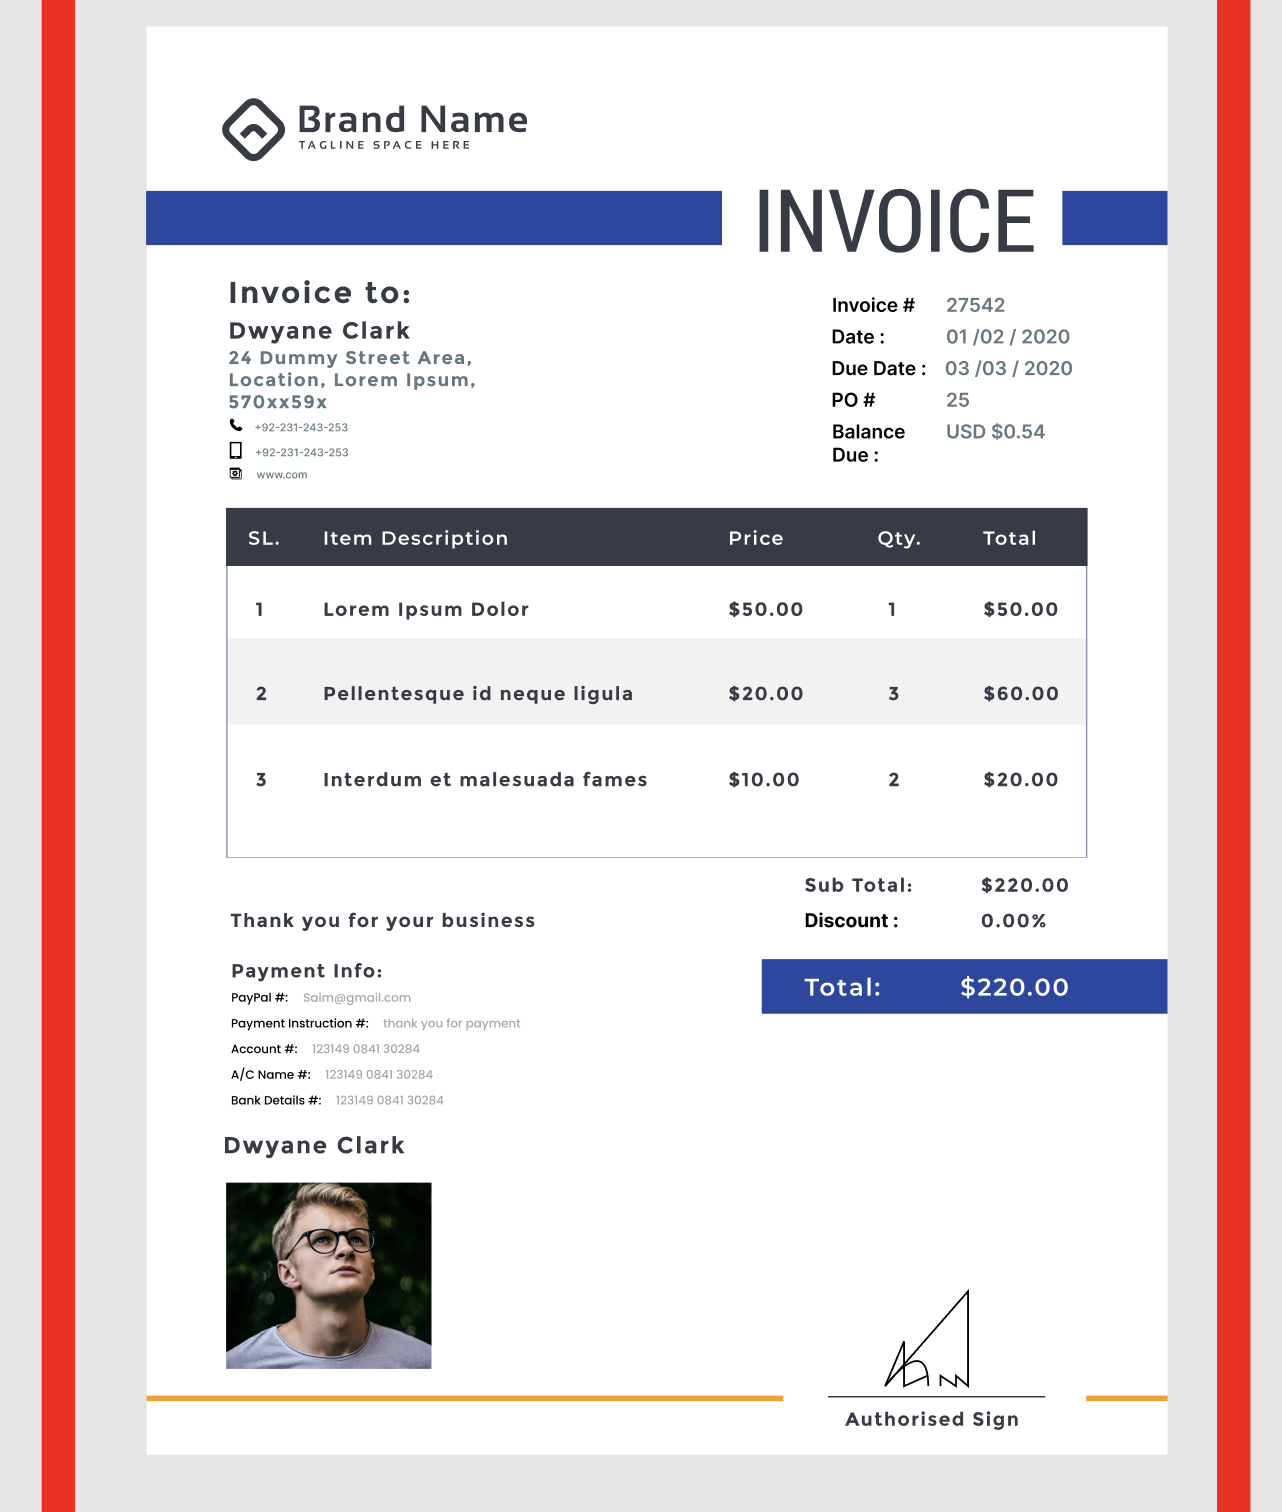 Brand Name
TAGLINE SPACE HERE
INVOICE
Invoice to:
Dwyane Clark
24 Dummy Street Area,
Location, Lorem Ipsum,
570xx59x
+92-231-243-253
+92-231-243-253
www.com
Invoice # 27542
Date : 01 /02 / 2020
Due Date : 03 /03 / 2020
PO # 25
Balance USD $0.54
Due :
SL. Item Description Price Qty. Total
1 Lorem Ipsum Dolor $50.00 1 $50.00
2 Pellentesque id neque ligula $20.00 3 $60.00
3 Interdum et malesuada fames $10.00 2 $20.00
Sub Total: $220.00
Thank you for your business Discount : 0.00%
Payment Info:
Total: $220.00
PayPal #: Saim@gmail.com
Payment Instruction #: thank you for payment
Account #: 123149 0841 30284
A/C Name #: 123149 0841 30284
Bank Details #: 123149 0841 30284
Dwyane Clark
Authorised Sign